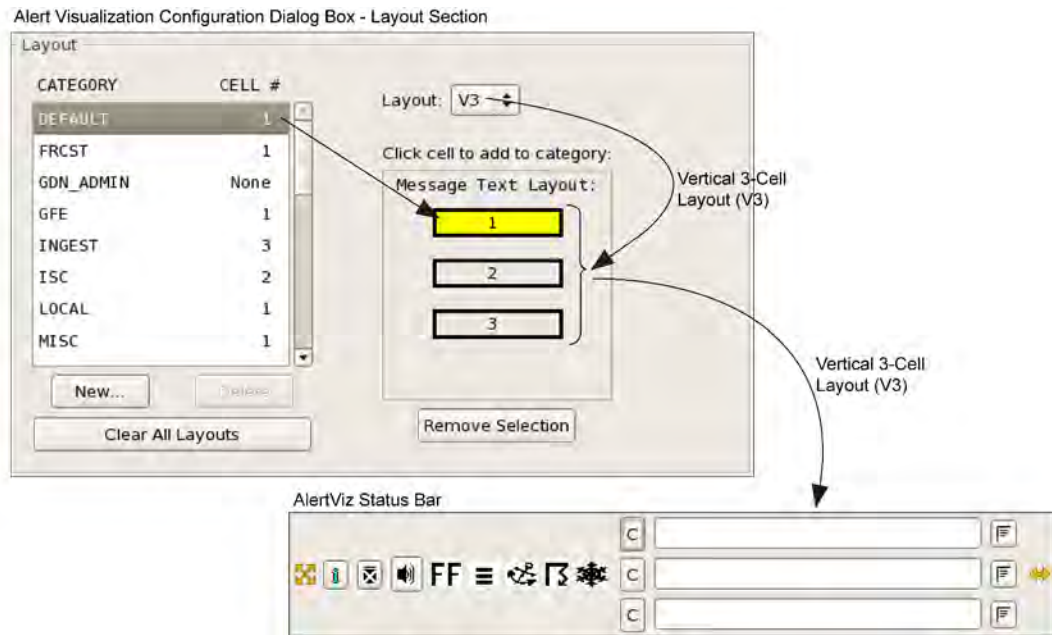 Alert Visualization Configuration Dialog Box - Layout Section
Layout
CATEGORY CELL #
DEFAULT 1
FRCST 1
GDN_ADMIN None
GFE 1
INGEST 3
ISC 2
LOCAL 1
MISC 1
New...
Delete
Clear All Layouts
Layout: V3
Click cell to add to category:
Message Text Layout:
1
2
3
Remove Selection
Vertical 3-Cell
Layout (V3)
Vertical 3-Cell
Layout (V3)
AlertViz Status Bar
C
i FF C
C